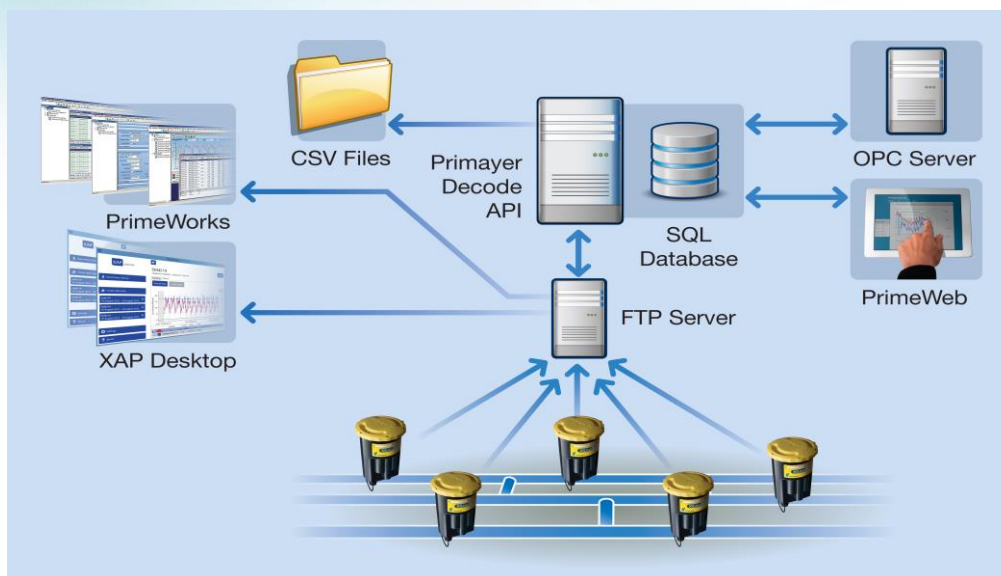 CSV Files
Primayer
Decode
API
SQL
Database
OPC Server
PrimeWorks
PrimeWeb
FTP Server
XAP Desktop